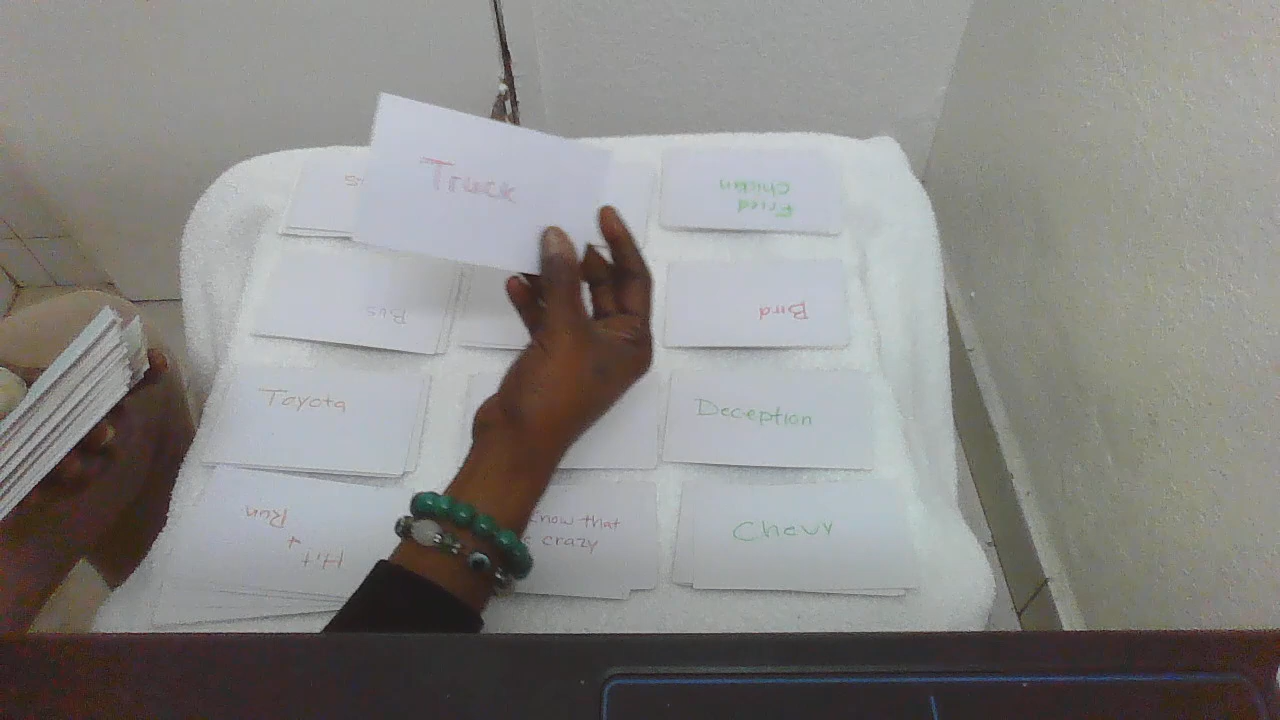 Truck
Fried
Chicken
Bus
Bird
Toyota
Deception
Hit
+
Run
know that
crazy
Chevy